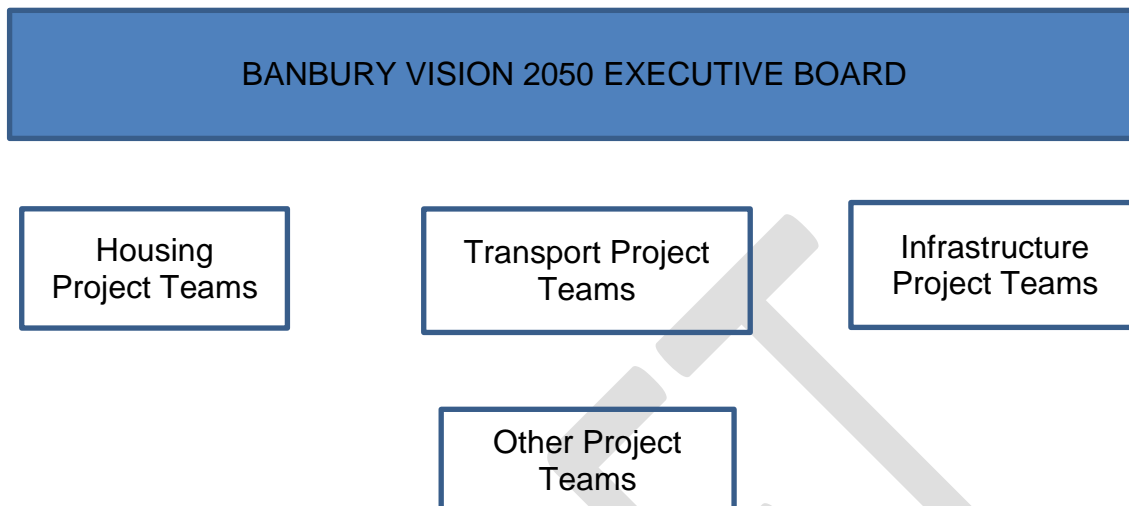 BANBURY VISION 2050 EXECUTIVE BOARD
Housing
Project Teams
Transport Project
Teams
Infrastructure
Project Teams
Other Project
Teams